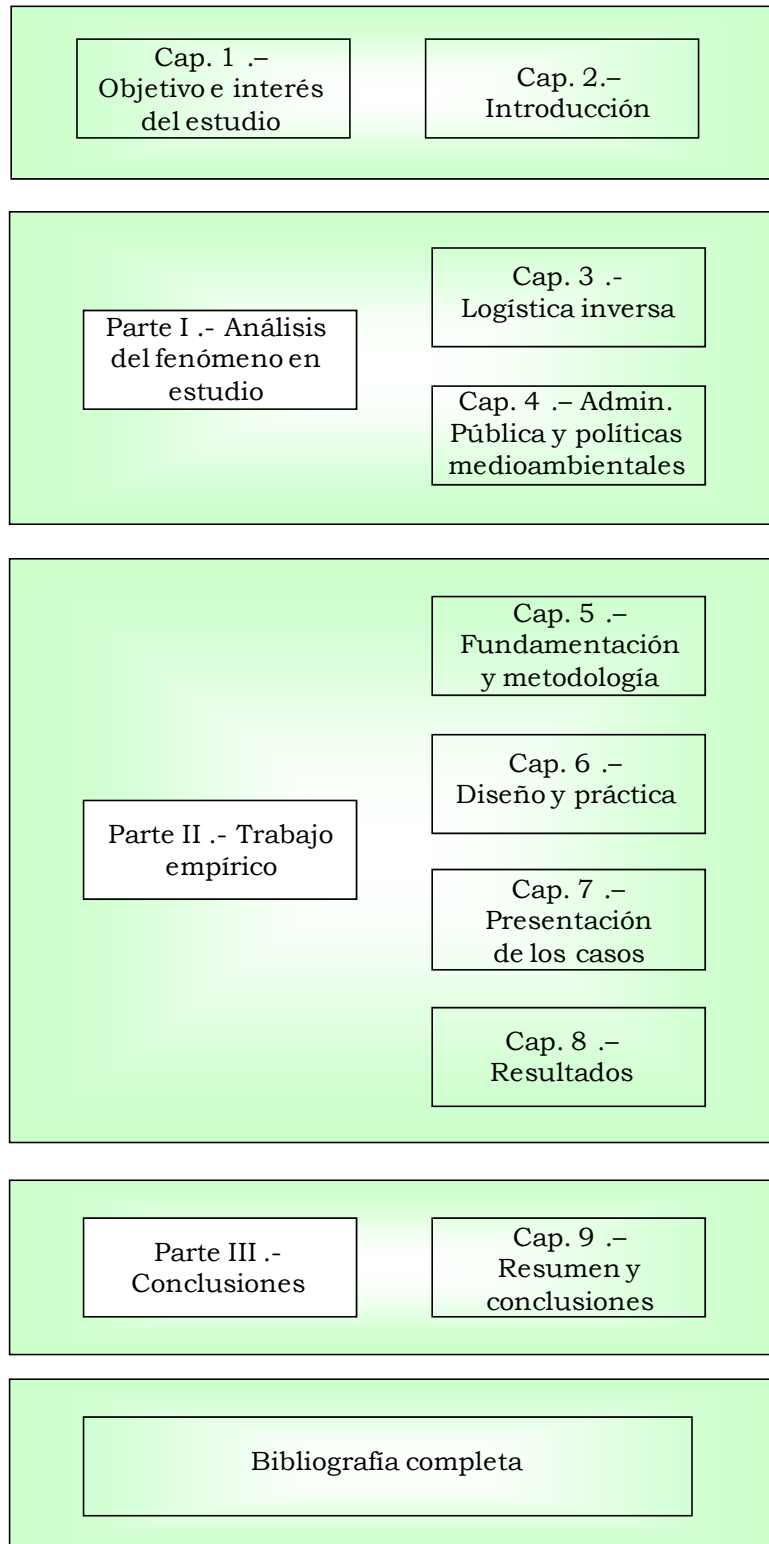 Cap. 1 .–
Objetivo e interés
del estudio
Cap. 2.–
Introducción
Parte I .- Análisis
del fenómeno en
estudio
Cap. 3 .-
Logística inversa
Cap. 4 .– Admin.
Pública y políticas
medioambientales
Parte II .- Trabajo
empírico
Cap. 5 .–
Fundamentación
y metodología
Cap. 6 .–
Diseño y práctica
Cap. 7 .–
Presentación
de los casos
Cap. 8 .–
Resultados
Parte III .-
Conclusiones
Cap. 9 .–
Resumen y
conclusiones
Bibliografía completa